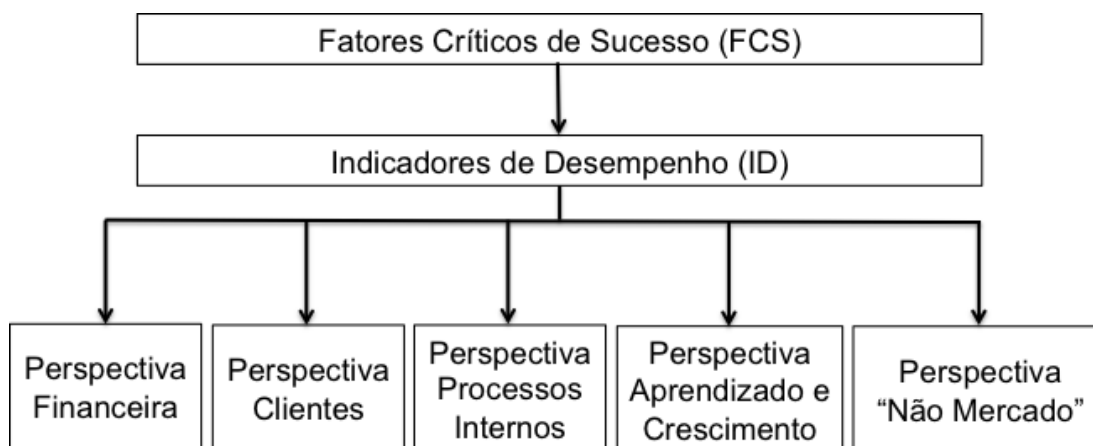 Fatores Críticos de Sucesso (FCS)
Indicadores de Desempenho (ID)
Perspectiva
Financeira
Perspectiva
Clientes
Perspectiva
Processos
Internos
Perspectiva
Aprendizado e
Crescimento
Perspectiva
“Não Mercado”